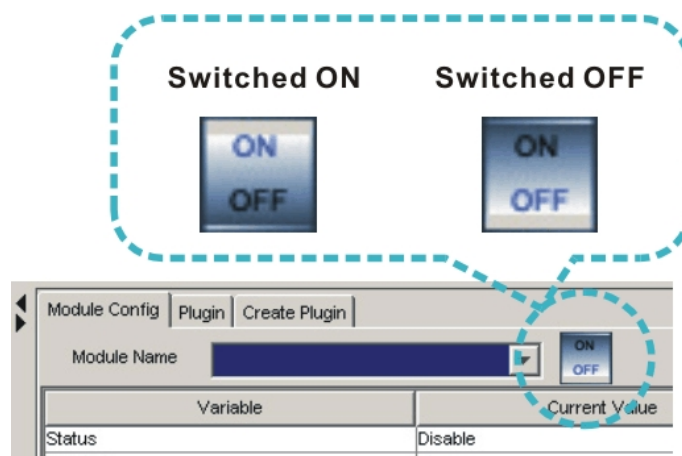 Switched ON Switched OFF
ON ON
OFF OFF
Module Config Plugin Create Plugin
Module Name ON
OFF
Variable Current Value
Status Disable